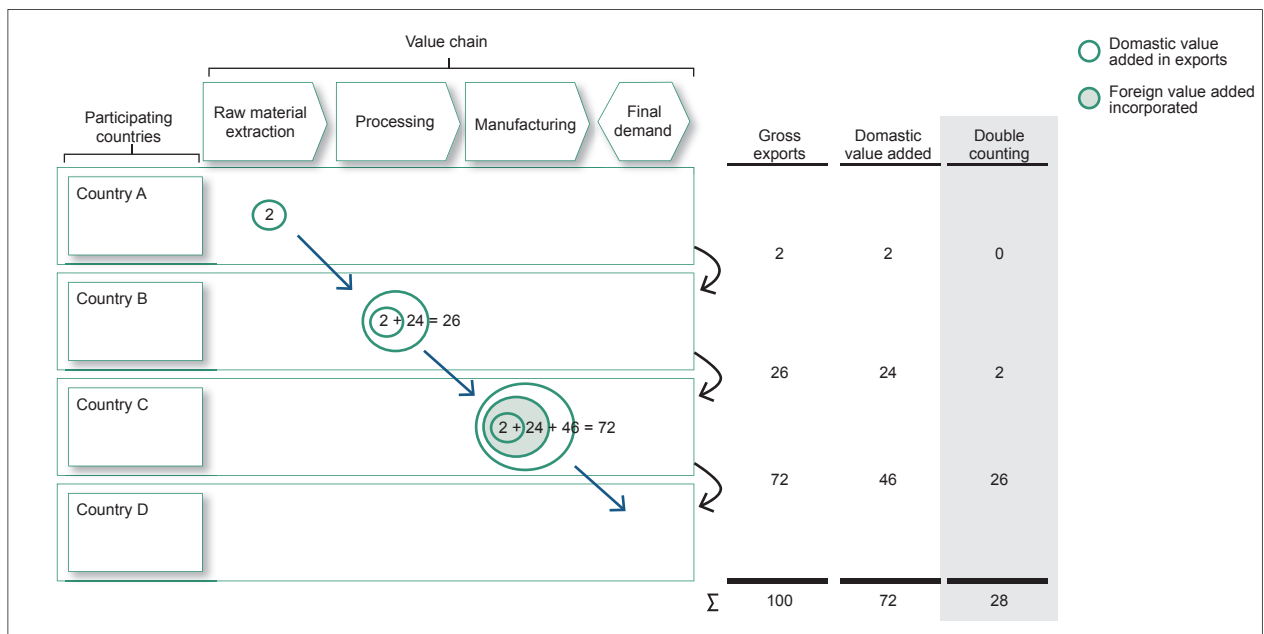 Value chain
Domastic value
added in exports
Foreign value added
incorporated
Participating
countries
Raw material
extraction
Processing
Manufacturing
Final
demand
Gross
exports
Domastic
value added
Double
counting
Country A
2
2 2 0
Country B
2 + 24 = 26
26 24 2
Country C
2 + 24 + 46 = 72
72 46 26
Country D
Σ 100 72 28